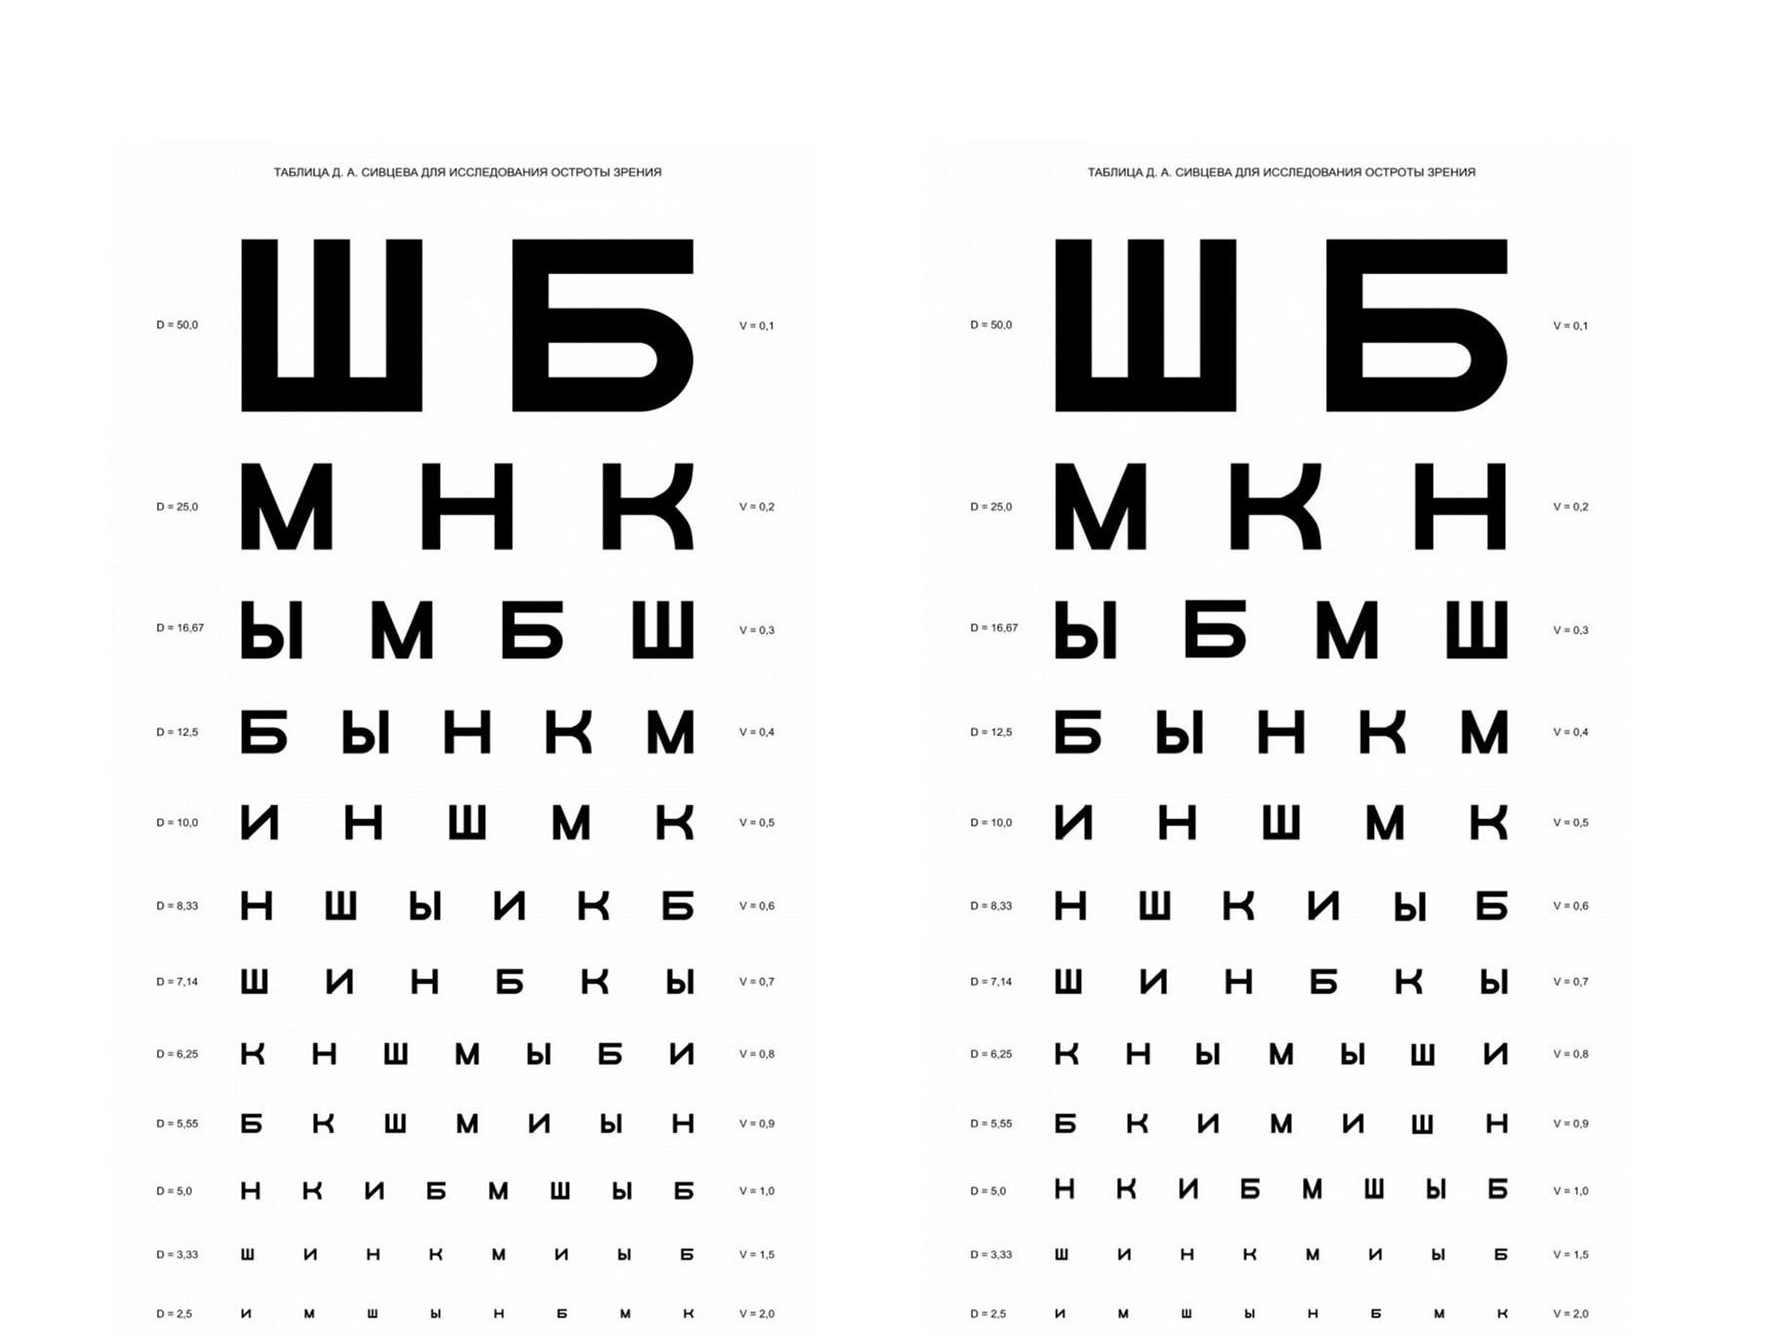 ТАБЛИЦА Д. А. СИВЦЕВА ДЛЯ ИССЛЕДОВАНИЯ ОСТРОТЫ ЗРЕНИЯ
D = 50,0 Ш Б V = 0,1
D = 25,0 М Н К V = 0,2
D = 16,67 Ы М Б Ш V = 0,3
D = 12,5 Б Ы Н К М V = 0,4
D = 10,0 И Н Ш М К V = 0,5
D = 8,33 Н Ш Ы И К Б V = 0,6
D = 7,14 Ш И Н Б К Ы V = 0,7
D = 6,25 К Н Ш М Ы Б И V = 0,8
D = 5,55 Б К Ш М И Ы Н V = 0,9
D = 5,0 Н К И Б М Ш Ы Б V = 1,0
D = 3,33 Ш И Н К М И Ы Б V = 1,5
D = 2,5 И М Ш Ы Н Б М К V = 2,0
ТАБЛИЦА Д. А. СИВЦЕВА ДЛЯ ИССЛЕДОВАНИЯ ОСТРОТЫ ЗРЕНИЯ
D = 50,0 Ш Б V = 0,1
D = 25,0 М К Н V = 0,2
D = 16,67 Ы Б М Ш V = 0,3
D = 12,5 Б Ы Н К М V = 0,4
D = 10,0 И Н Ш М К V = 0,5
D = 8,33 Н Ш К И Ы Б V = 0,6
D = 7,14 Ш И Н Б К Ы V = 0,7
D = 6,25 К Н Ы М Ы Ш И V = 0,8
D = 5,55 Б К И М И Ш Н V = 0,9
D = 5,0 Н К И Б М Ш Ы Б V = 1,0
D = 3,33 Ш И Н К М И Ы Б V = 1,5
D = 2,5 И М Ш Ы Н Б М К V = 2,0